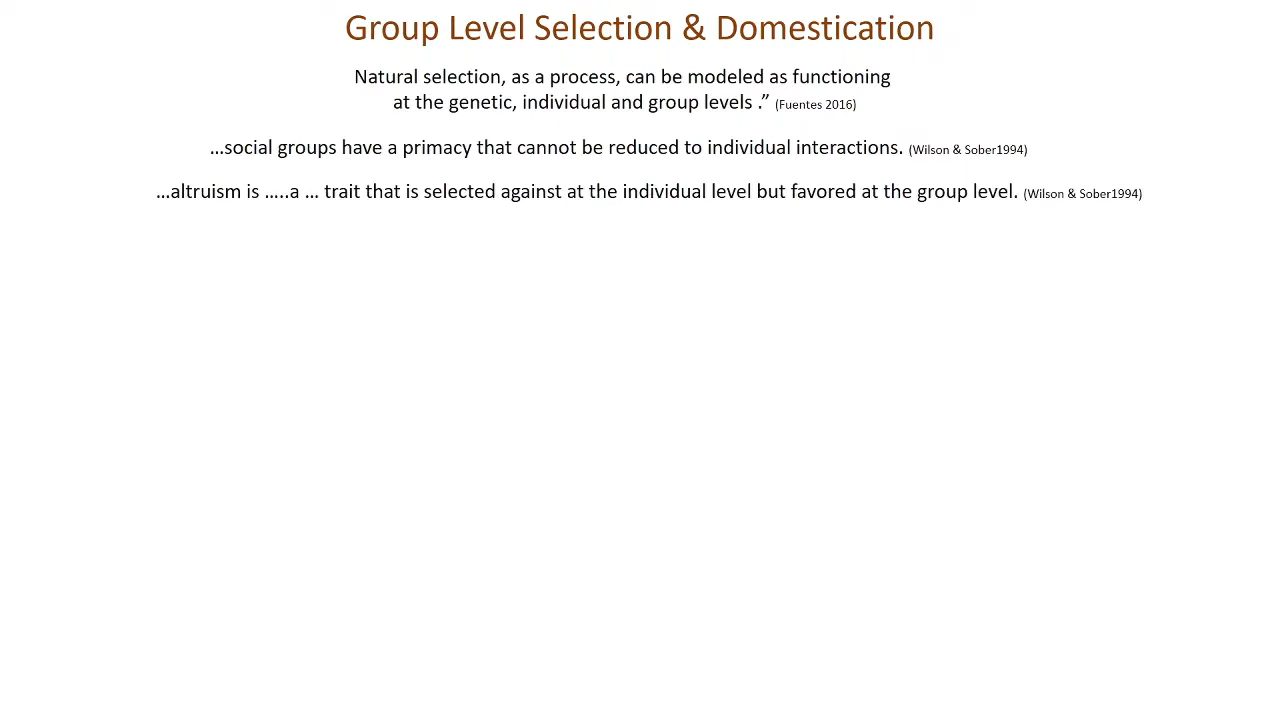 Group Level Selection & Domestication
Natural selection, as a process, can be modeled as functioning
at the genetic, individual and group levels .” (Fuentes 2016)
…social groups have a primacy that cannot be reduced to individual interactions. (Wilson & Sober1994)
…altruism is …..a … trait that is selected against at the individual level but favored at the group level. (Wilson & Sober1994)